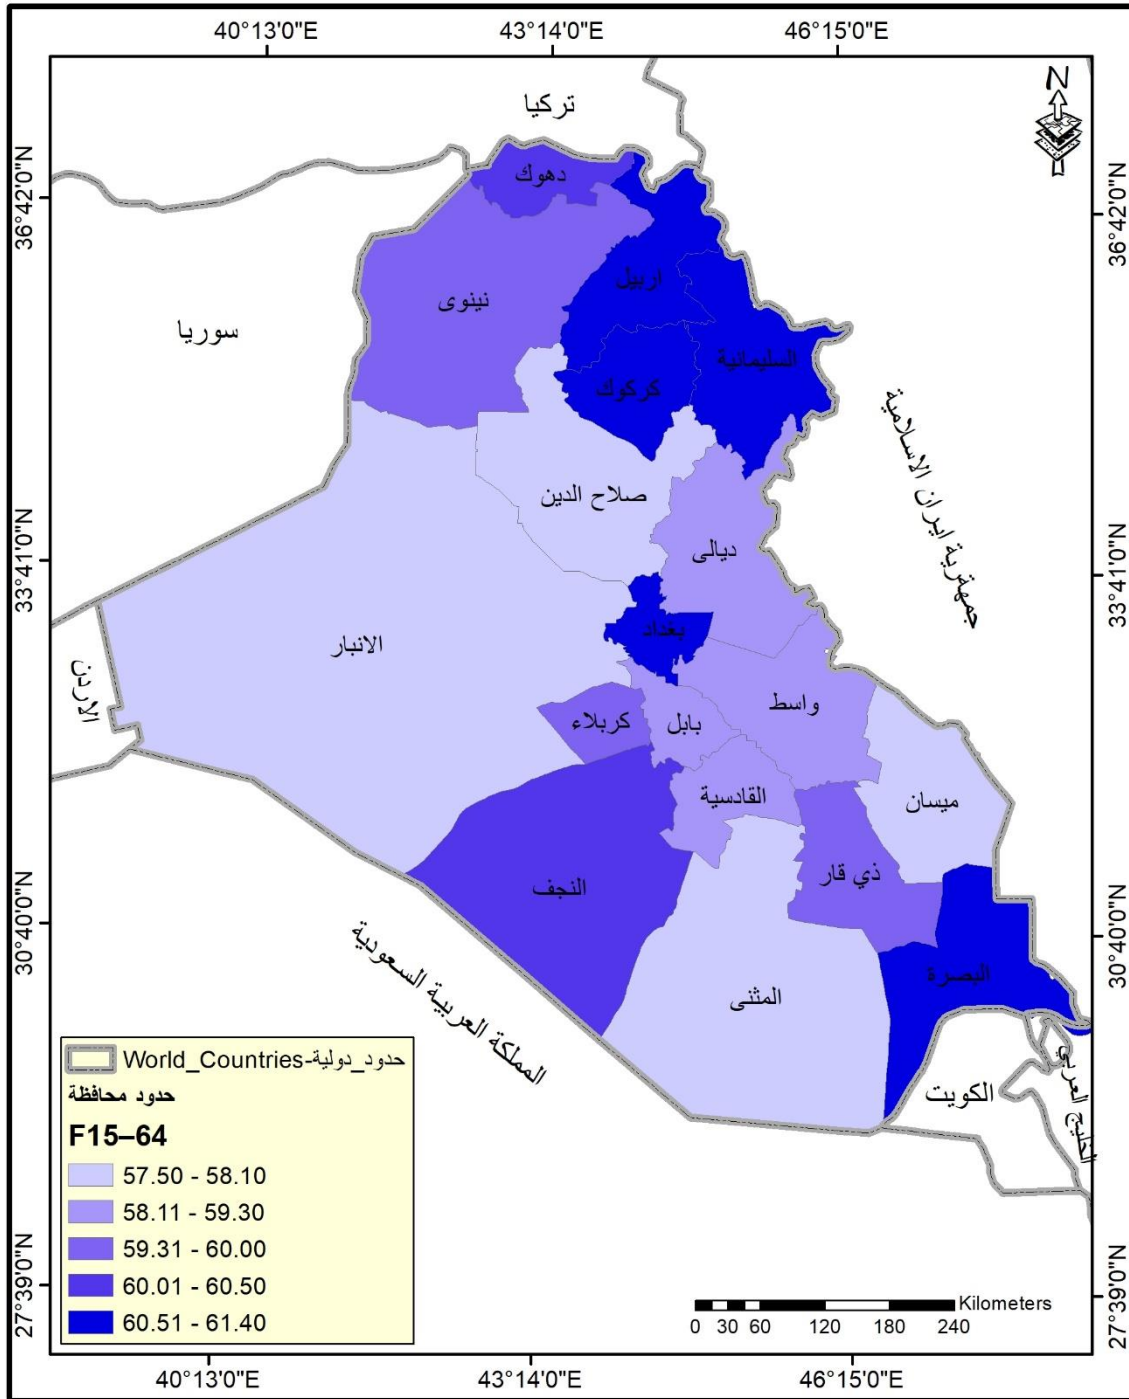 40°13'0"E 43°14'0"E 46°15'0"E
N
تركيا
36°42'0"N
36°42'0"N
دهوك
اربيل
نينوى
سوريا
السليمانية
كركوك
جمهةرية ايران الاسلامية
صلاح الدين
ديالى
33°41'0"N
33°41'0"N
بغداد
الانبار
الاردن
واسط
كربلاء
بابل
القادسية
ميسان
ذي قار
النجف
30°40'0"N
30°40'0"N
البصرة
المثنى
المملكة العربية السعودية
الكويت
الخليج العربي
حدود_دولية-World_Countries
حدود محافظة
F15–64
57.50 - 58.10
58.11 - 59.30
59.31 - 60.00
60.01 - 60.50
60.51 - 61.40
Kilometers
0 30 60 120 180 240
27°39'0"N
27°39'0"N
40°13'0"E 43°14'0"E 46°15'0"E